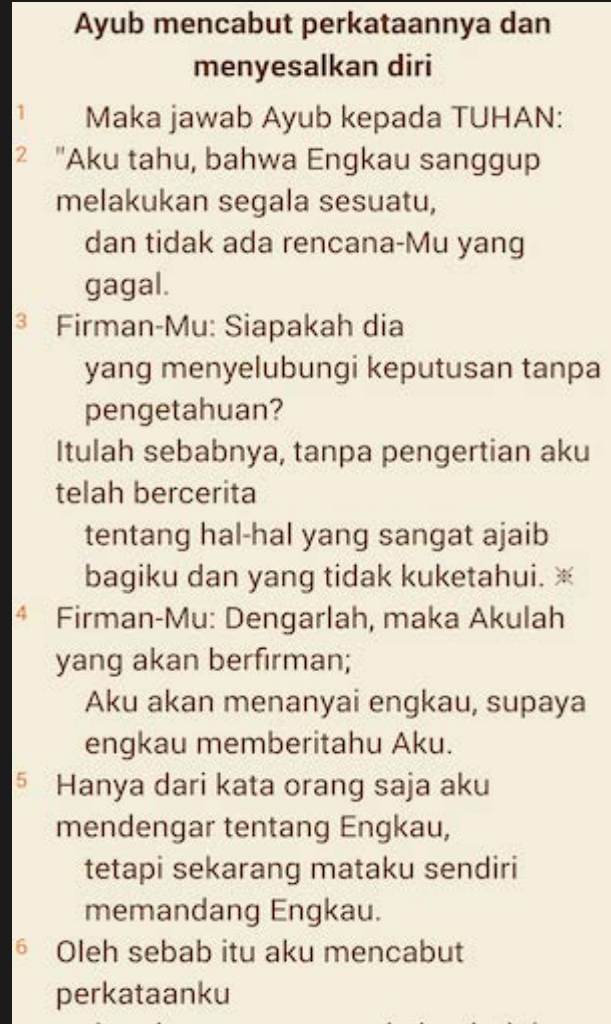 Ayub mencabut perkataannya dan
menyesalkan diri
1 Maka jawab Ayub kepada TUHAN:
2 "Aku tahu, bahwa Engkau sanggup
melakukan segala sesuatu,
dan tidak ada rencana-Mu yang
gagal.
3 Firman-Mu: Siapakah dia
yang menyelubungi keputusan tanpa
pengetahuan?
Itulah sebabnya, tanpa pengertian aku
telah bercerita
tentang hal-hal yang sangat ajaib
bagiku dan yang tidak kuketahui. ※
4 Firman-Mu: Dengarlah, maka Akulah
yang akan berfirman;
Aku akan menanyai engkau, supaya
engkau memberitahu Aku.
5 Hanya dari kata orang saja aku
mendengar tentang Engkau,
tetapi sekarang mataku sendiri
memandang Engkau.
6 Oleh sebab itu aku mencabut
perkataanku